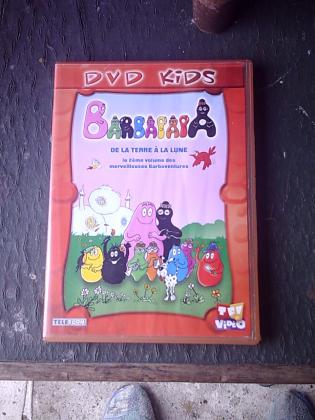 DVD KiDS
BARBAPAPA
DE LA TERRE À LA LUNE
le 2ème volume des
merveilleuses Barbaventures
TF1
ViDEO
TELE